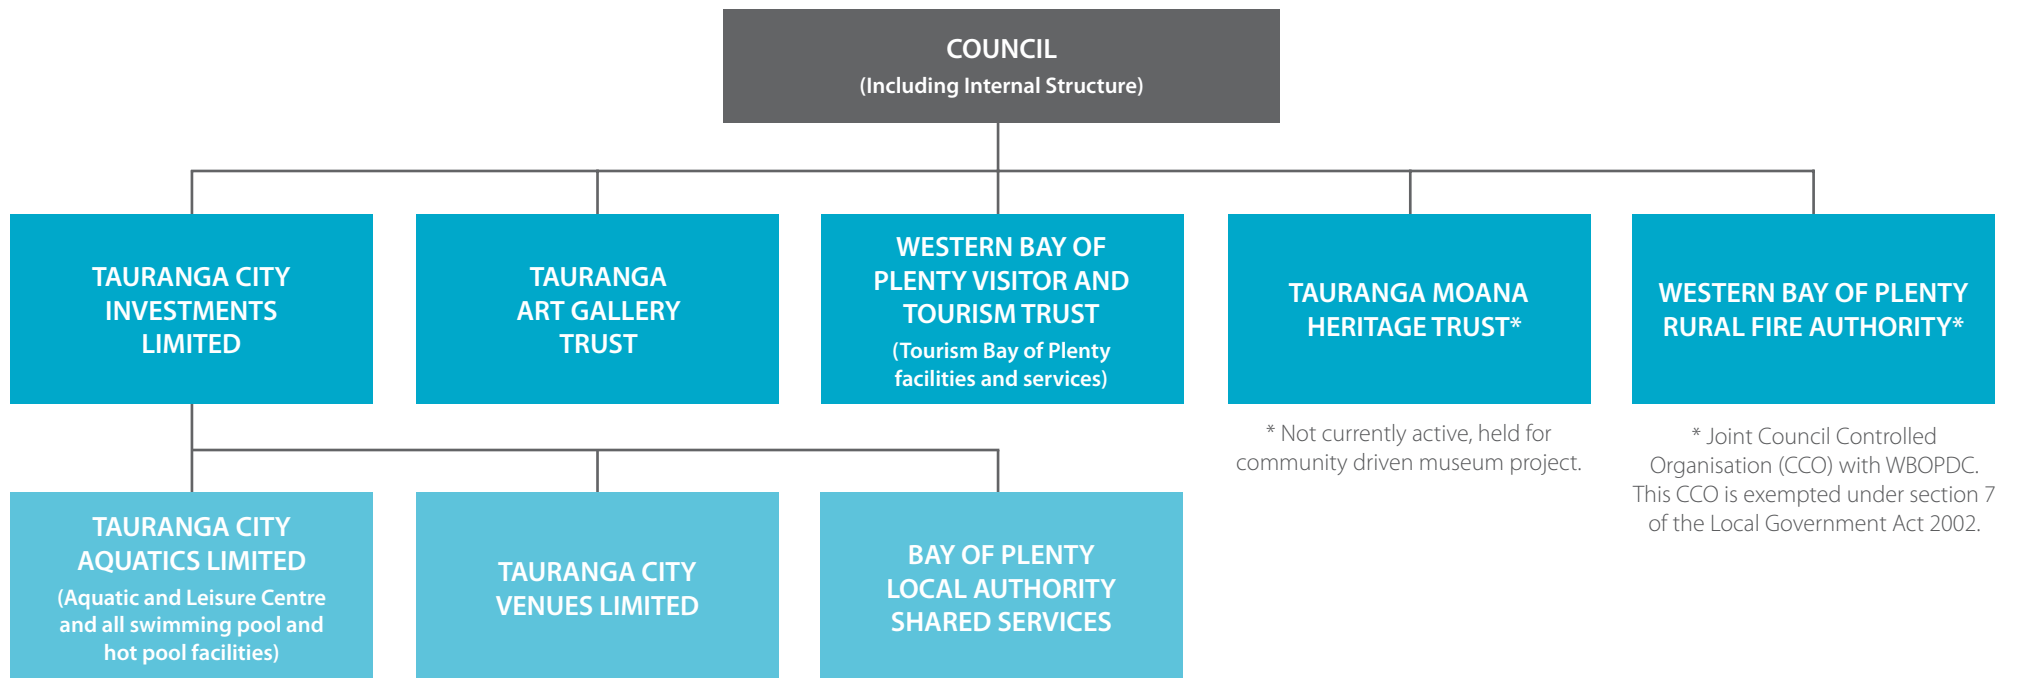 COUNCIL
(Including Internal Structure)
TAURANGA CITY
INVESTMENTS
LIMITED
TAURANGA
ART GALLERY
TRUST
WESTERN BAY OF
PLENTY VISITOR AND
TOURISM TRUST
(Tourism Bay of Plenty
facilities and services)
TAURANGA MOANA
HERITAGE TRUST*
WESTERN BAY OF PLENTY
RURAL FIRE AUTHORITY*
* Not currently active, held for
community driven museum project.
* Joint Council Controlled
Organisation (CCO) with WBOPDC.
This CCO is exempted under section 7
of the Local Government Act 2002.
TAURANGA CITY
AQUATICS LIMITED
(Aquatic and Leisure Centre
and all swimming pool and
hot pool facilities)
TAURANGA CITY
VENUES LIMITED
BAY OF PLENTY
LOCAL AUTHORITY
SHARED SERVICES